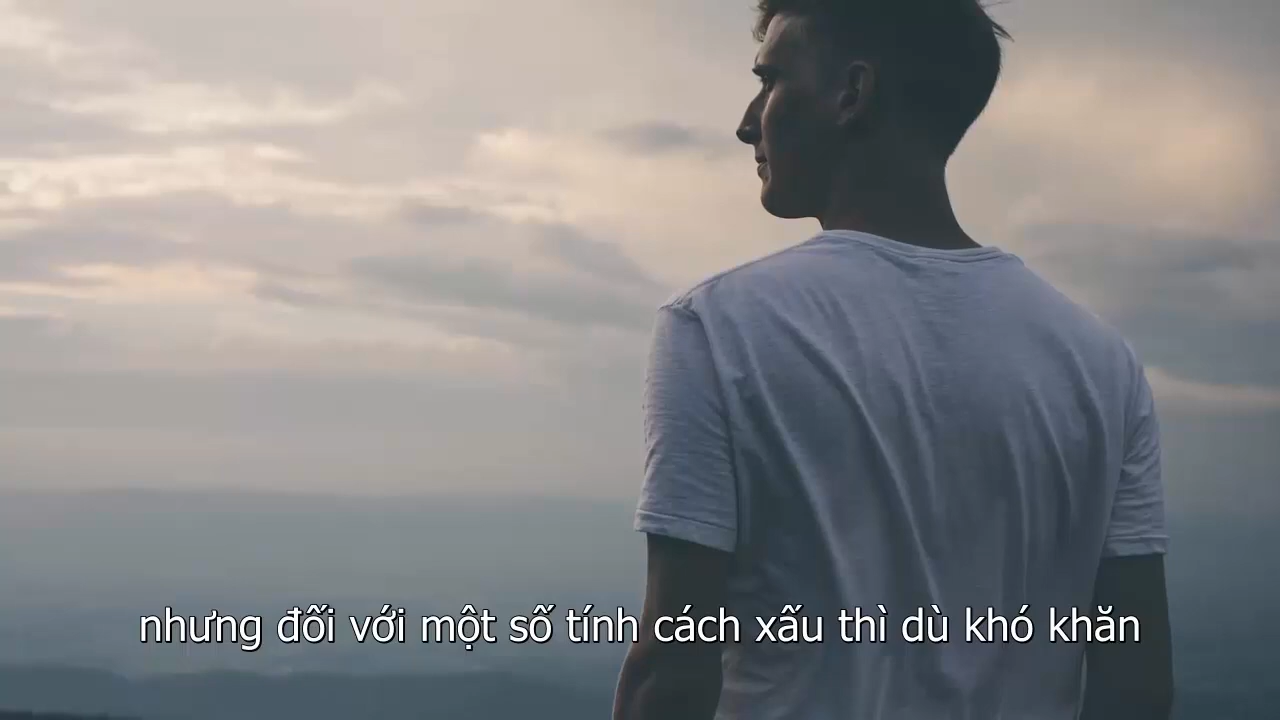 nhưng đối với một số tính cách xấu thì dù khó khăn